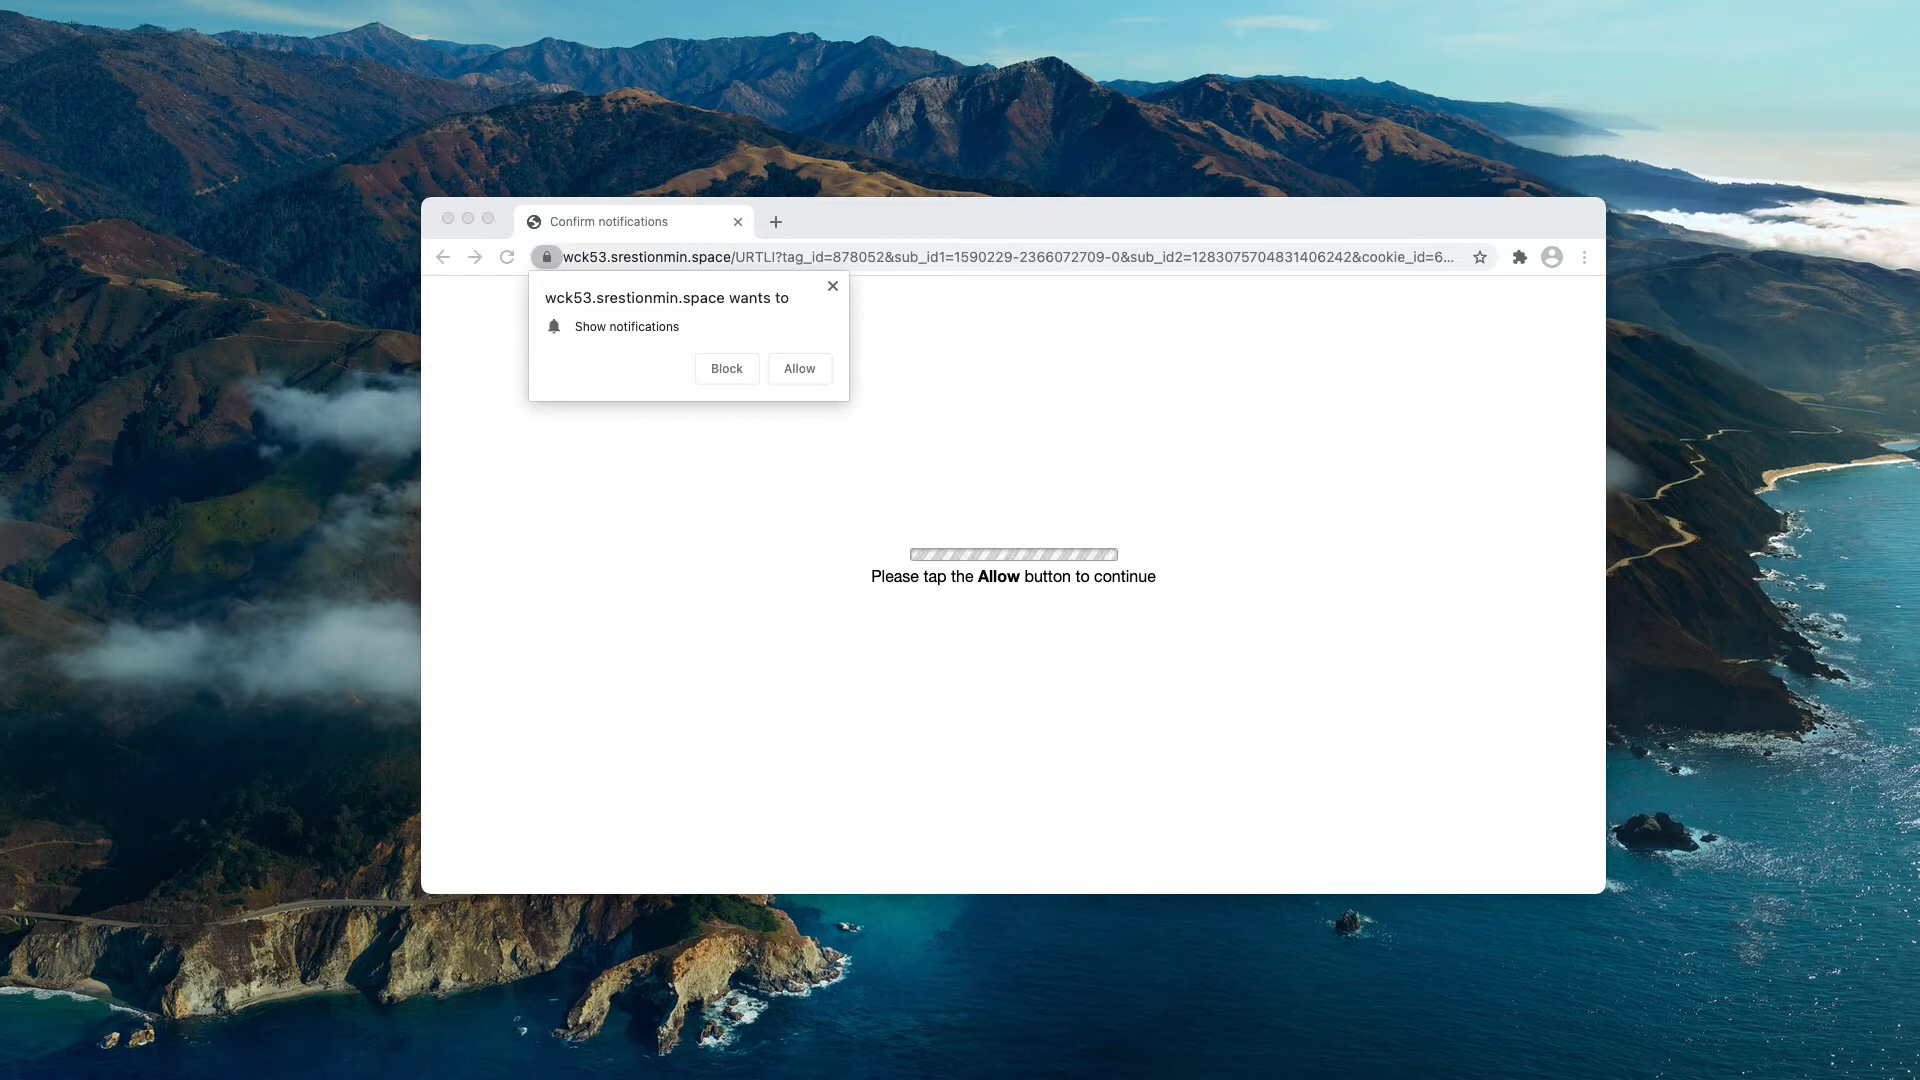 Confirm notifications
wck53.srestionmin.space/URTLI?tag_id=878052&sub_id1=1590229-2366072709-0&sub_id2=1283075704831406242&cookie_id=6...
wck53.srestionmin.space wants to
Show notifications
Block Allow
Please tap the Allow button to continue